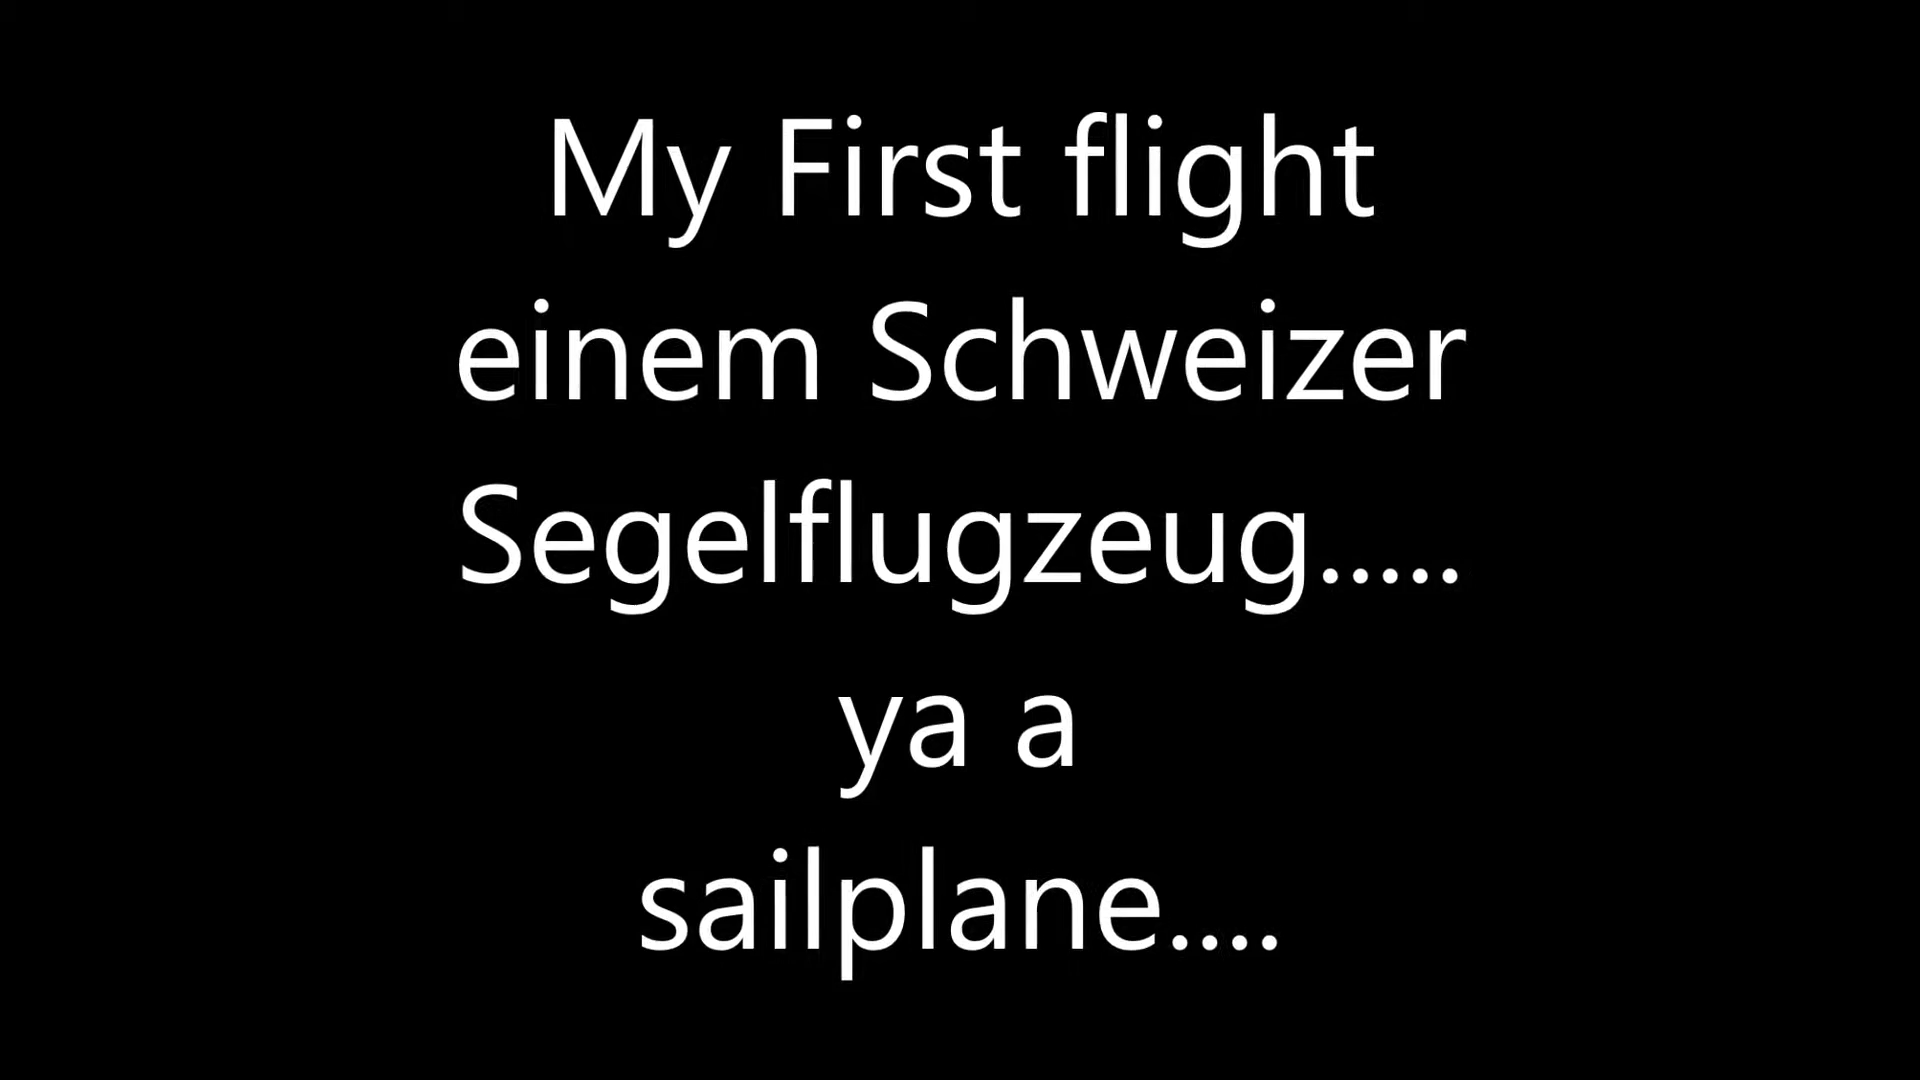 My First flight
einem Schweizer
Segelflugzeug.....
ya a
sailplane....